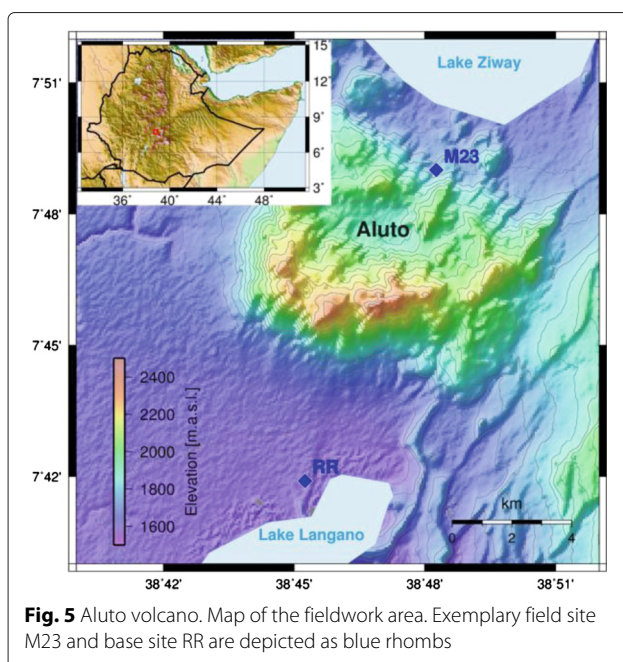 15˚
12˚
9˚
6˚
3˚
36˚ 40˚ 44˚ 48˚
Lake Ziway
7˚51'
M23
7˚48'
Aluto
7˚45'
2400
2200
2000
1800
1600
Elevation [m.a.s.l.]
RR
7˚42'
km
0 2 4
Lake Langano
38˚42' 38˚45' 38˚48' 38˚51'
Fig. 5 Aluto volcano. Map of the fieldwork area. Exemplary field site
M23 and base site RR are depicted as blue rhombs